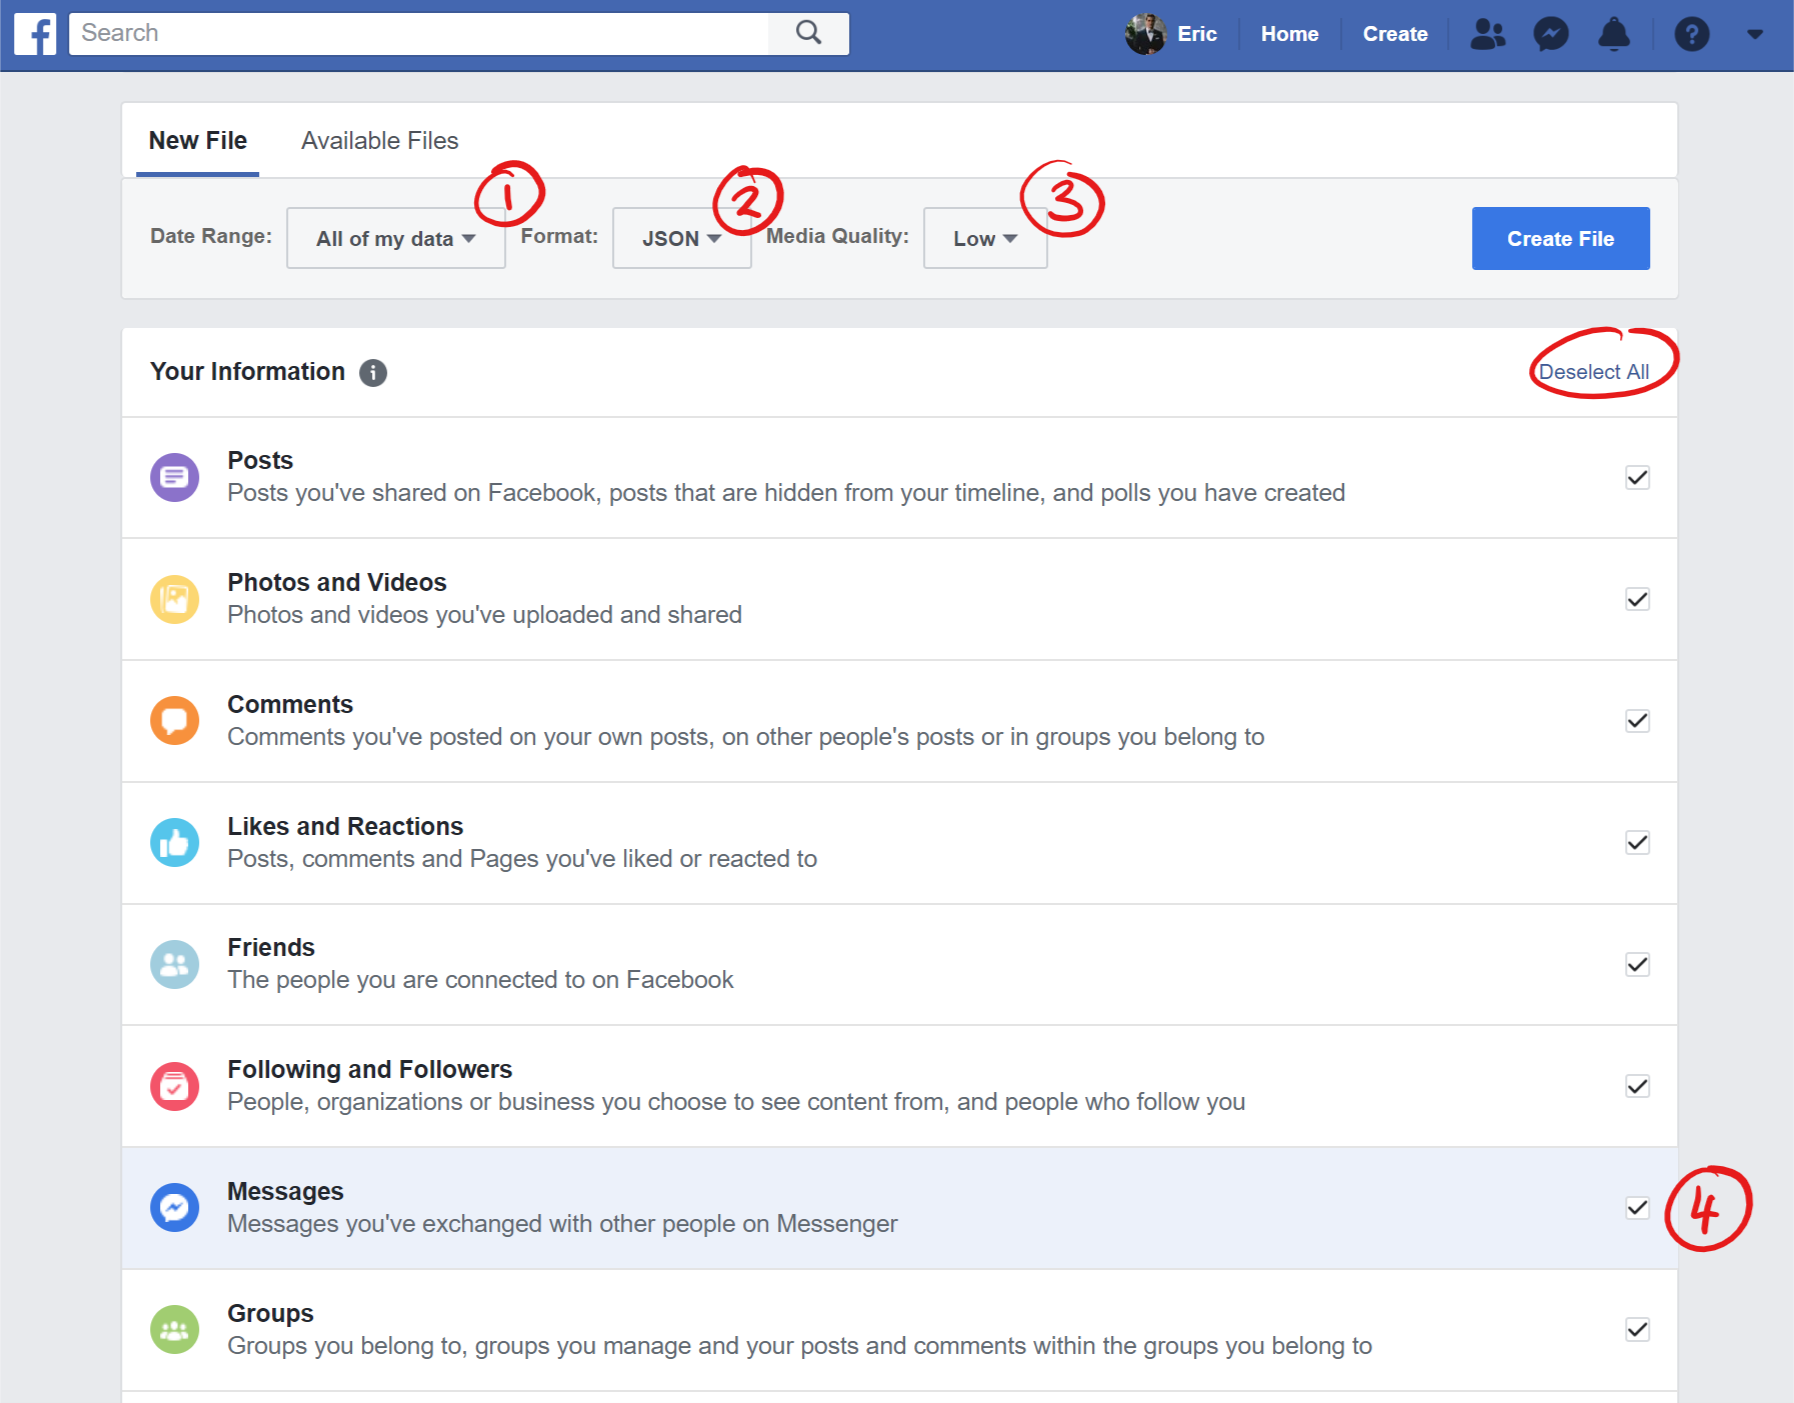 f Search Eric Home Create ?
New File Available Files
1 2 3
Date Range: All of my data Format: JSON Media Quality: Low Create File
Your Information i Deselect All
Posts
Posts you've shared on Facebook, posts that are hidden from your timeline, and polls you have created
Photos and Videos
Photos and videos you've uploaded and shared
Comments
Comments you've posted on your own posts, on other people's posts or in groups you belong to
Likes and Reactions
Posts, comments and Pages you've liked or reacted to
Friends
The people you are connected to on Facebook
Following and Followers
People, organizations or business you choose to see content from, and people who follow you
Messages
Messages you've exchanged with other people on Messenger
4
Groups
Groups you belong to, groups you manage and your posts and comments within the groups you belong to